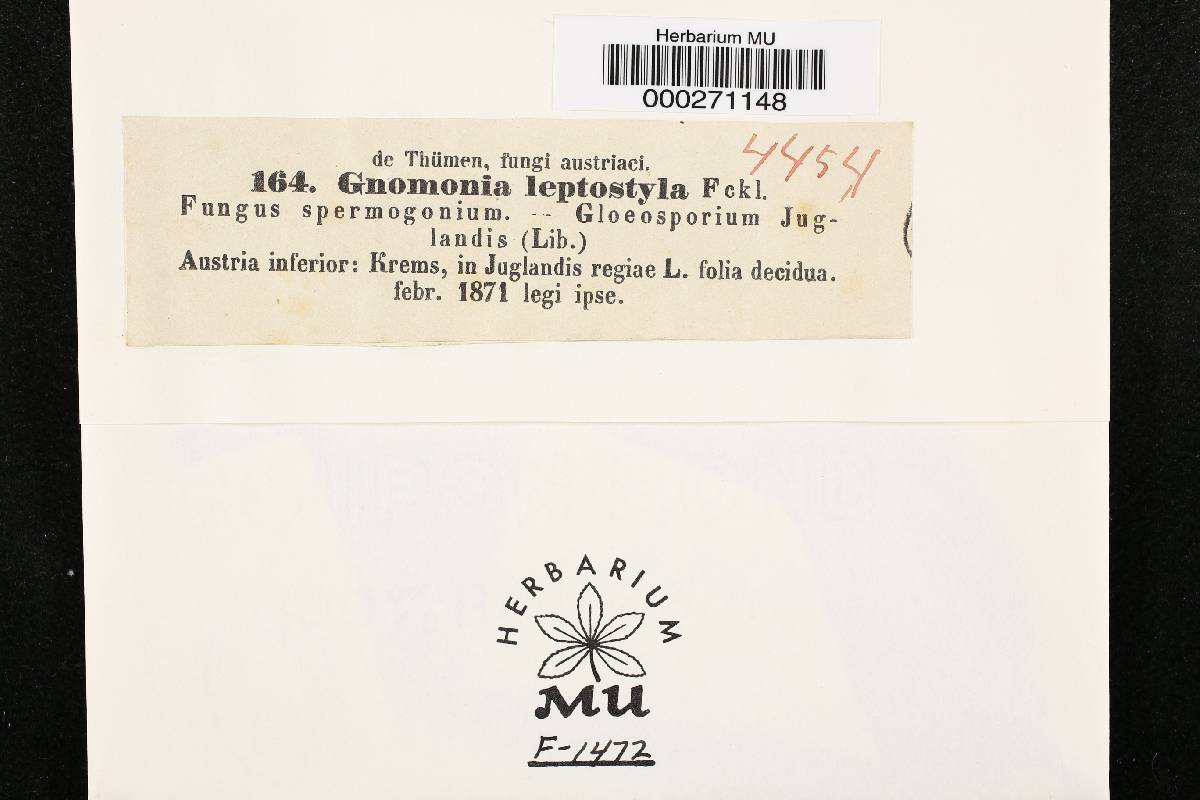 Herbarium MU
000271148
4454
de Thümen, fungi austriaci.
164. Gnomonia leptostyla Fckl.
Fungus spermogonium. -- Gloeosporium Jug-
landis (Lib.)
Austria inferior: Krems, in Juglandis regiae L. folia decidua.
febr. 1871 legi ipse.
HERBARIUM
MU
F-1472